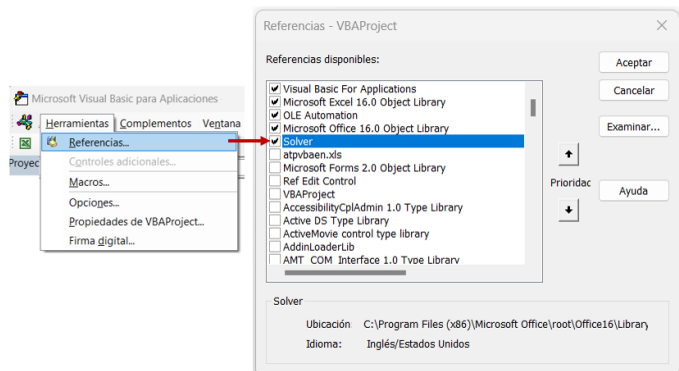 Microsoft Visual Basic para Aplicaciones
Herramientas Complementos Ventana
Referencias...
Controles adicionales...
Macros...
Opciones...
Propiedades de VBAProject...
Firma digital...
Proyec
Referencias - VBAProject
Referencias disponibles:
Visual Basic For Applications
Microsoft Excel 16.0 Object Library
OLE Automation
Microsoft Office 16.0 Object Library
Solver
atpvbaen.xls
Microsoft Forms 2.0 Object Library
Ref Edit Control
VBAProject
AccessibilityCplAdmin 1.0 Type Library
Active DS Type Library
ActiveMovie control type library
AddinLoaderLib
AMT COM Interface 1.0 Type Library
Aceptar
Cancelar
Examinar...
Prioridac
Ayuda
Solver
Ubicación: C:\Program Files (x86)\Microsoft Office\root\Office16\Library
Idioma: Inglés/Estados Unidos